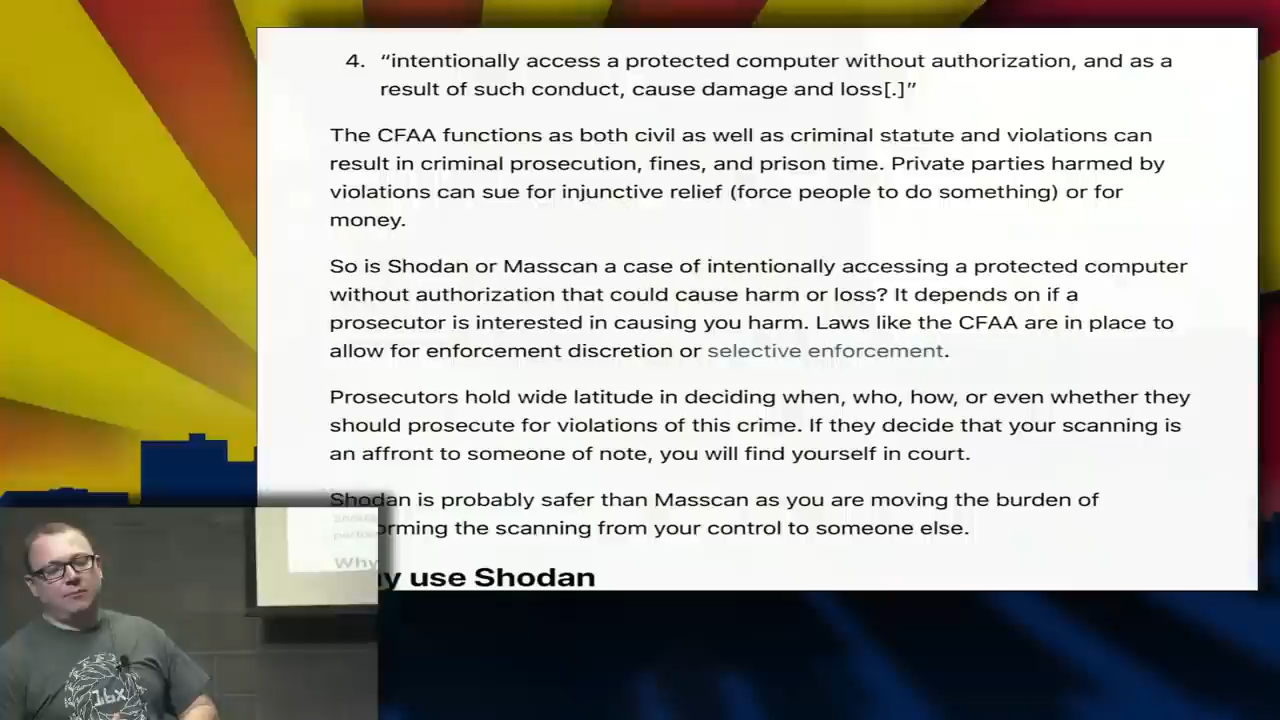 4. “intentionally access a protected computer without authorization, and as a
result of such conduct, cause damage and loss[.]”
The CFAA functions as both civil as well as criminal statute and violations can
result in criminal prosecution, fines, and prison time. Private parties harmed by
violations can sue for injunctive relief (force people to do something) or for
money.
So is Shodan or Masscan a case of intentionally accessing a protected computer
without authorization that could cause harm or loss? It depends on if a
prosecutor is interested in causing you harm. Laws like the CFAA are in place to
allow for enforcement discretion or selective enforcement.
Prosecutors hold wide latitude in deciding when, who, how, or even whether they
should prosecute for violations of this crime. If they decide that your scanning is
an affront to someone of note, you will find yourself in court.
Shodan is probably safer than Masscan as you are moving the burden of
orming the scanning from your control to someone else.
y use Shodan
Why